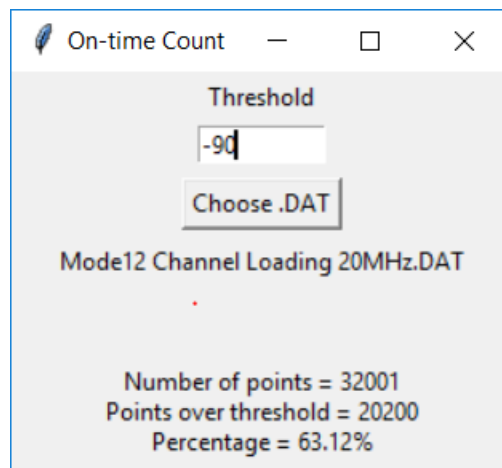 On-time Count
Threshold
-90
Choose .DAT
Mode12 Channel Loading 20MHz.DAT
Number of points = 32001
Points over threshold = 20200
Percentage = 63.12%